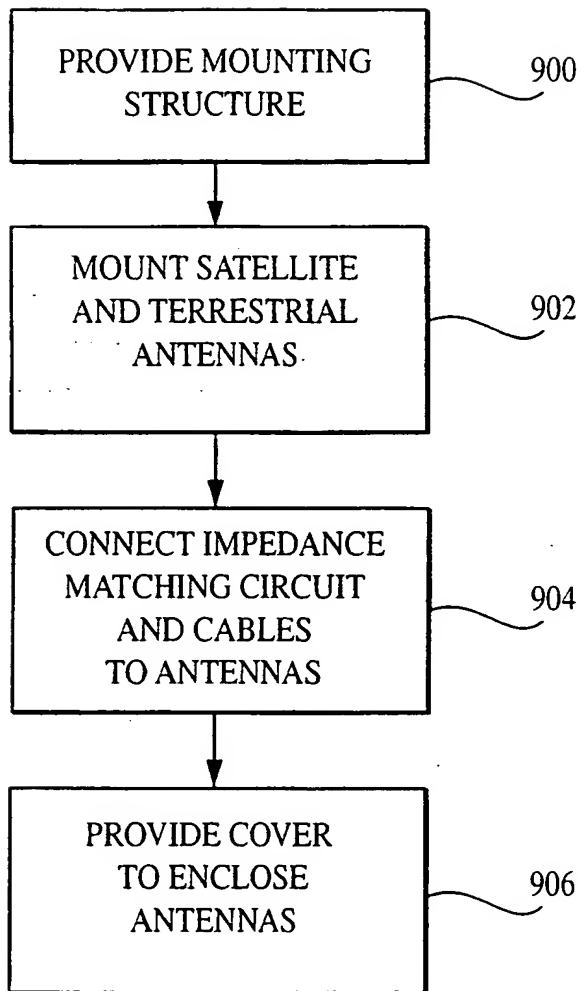 PROVIDE MOUNTING
STRUCTURE
900
MOUNT SATELLITE
AND TERRESTRIAL
ANTENNAS
902
CONNECT IMPEDANCE
MATCHING CIRCUIT
AND CABLES
TO ANTENNAS
904
PROVIDE COVER
TO ENCLOSE
ANTENNAS
906